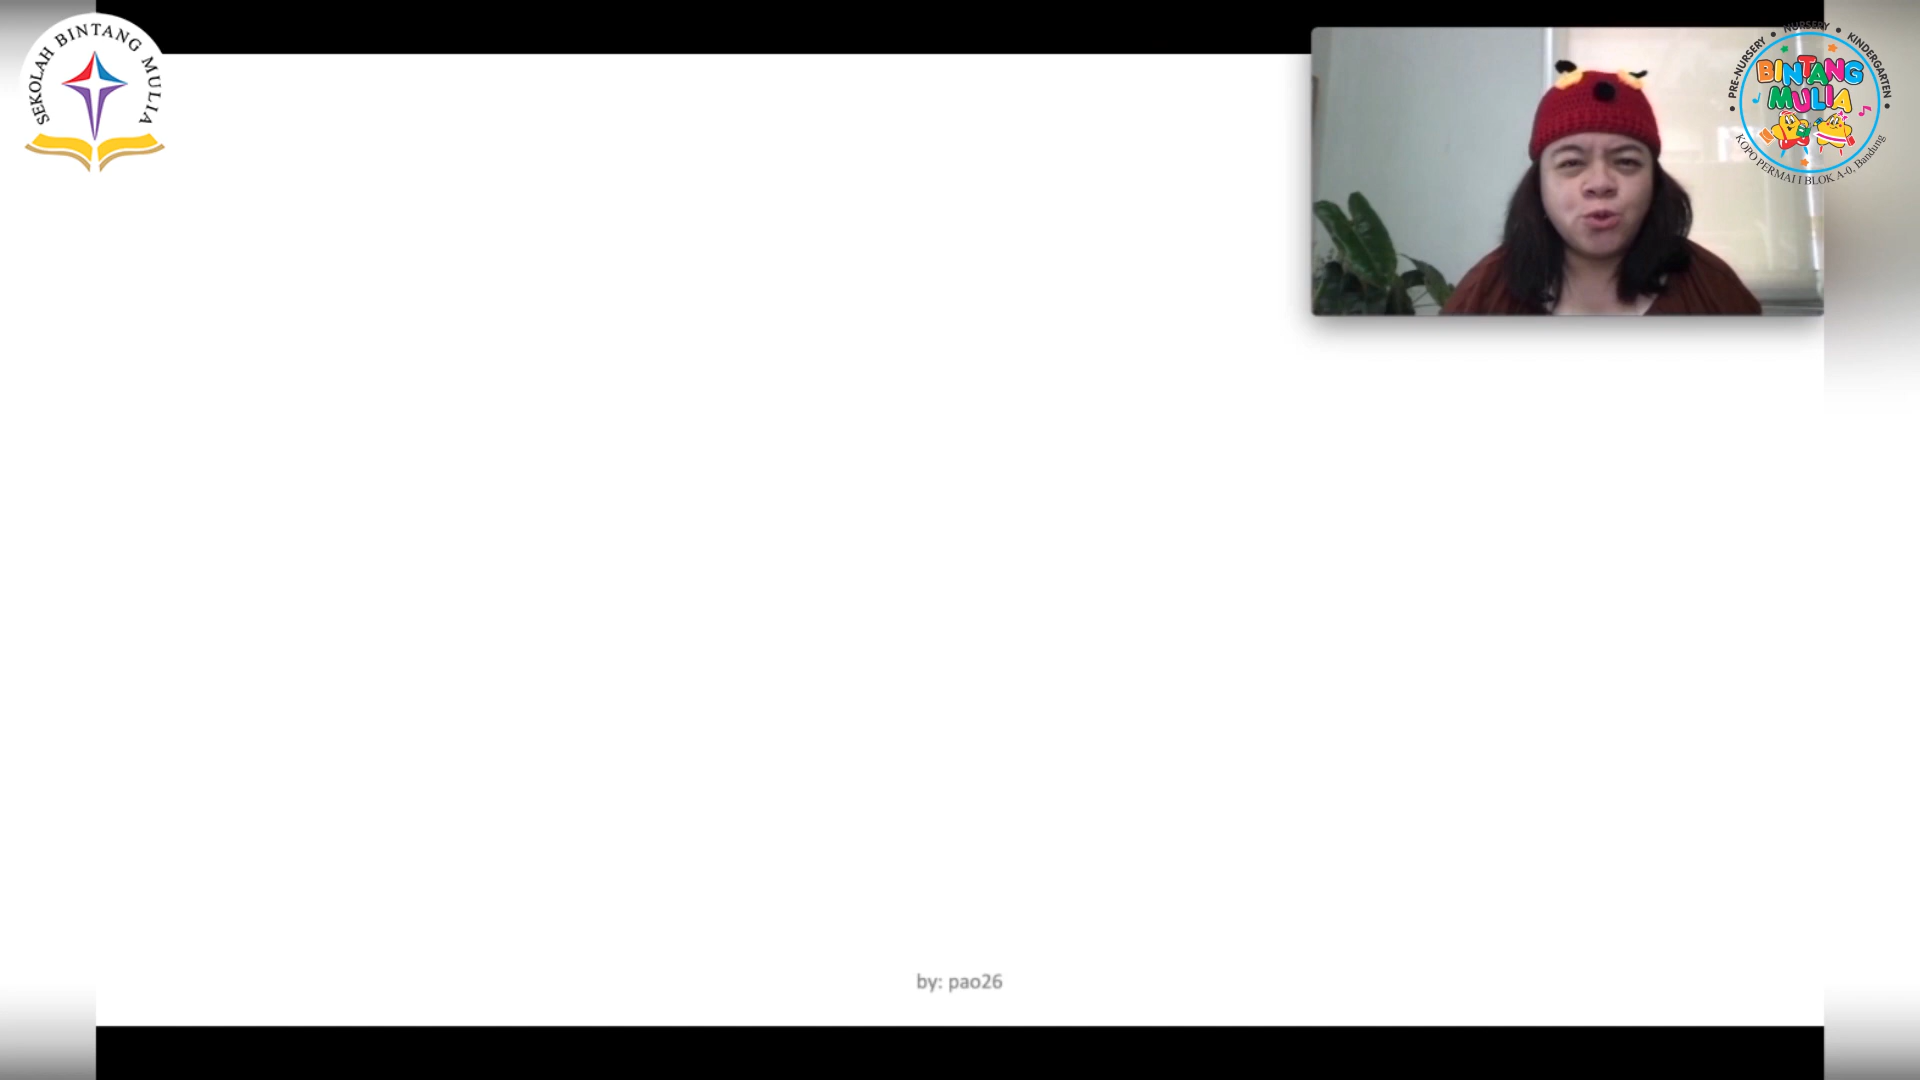 SEKOLAH BINTANG MULIA
• PRE-NURSERY • NURSERY • KINDERGARTEN •
BINTANG
MULIA
KOPO PERMAI I BLOK A-0, Bandung
by: pao26